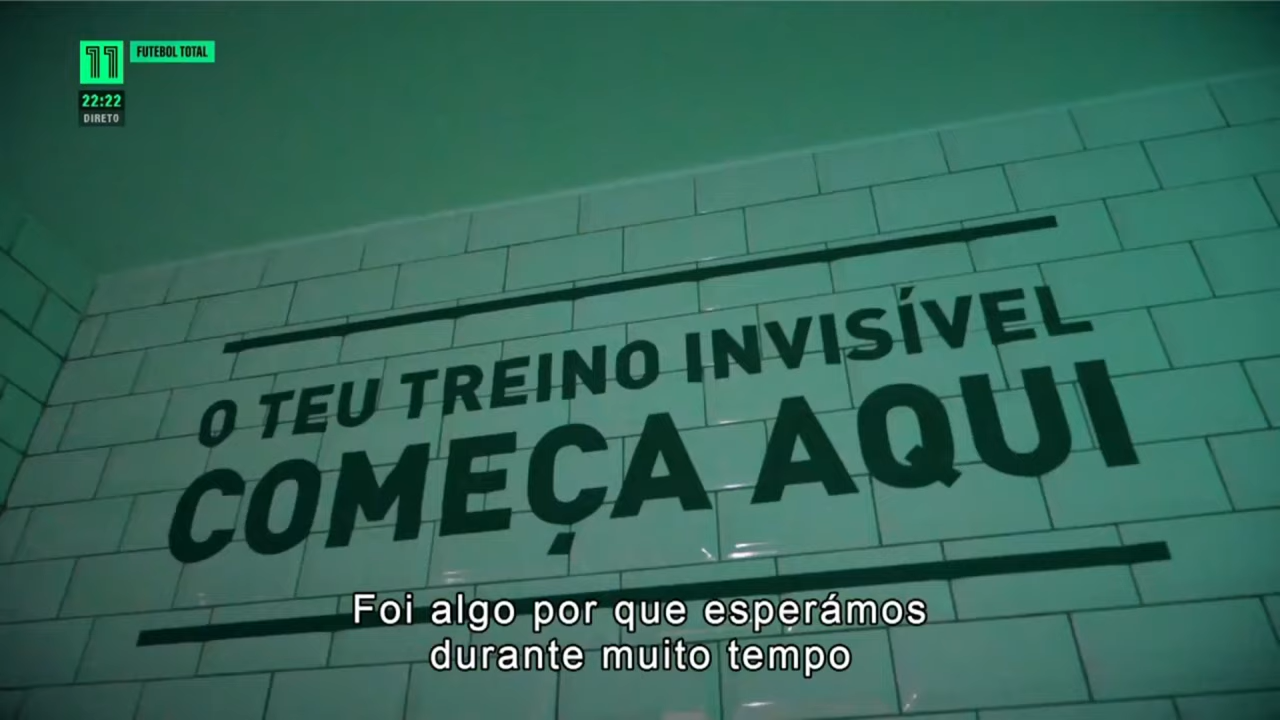 11 FUTEBOL TOTAL
22:22
DIRETO
O TEU TREINO INVISÍVEL
COMEÇA AQUI
Foi algo por que esperámos
durante muito tempo